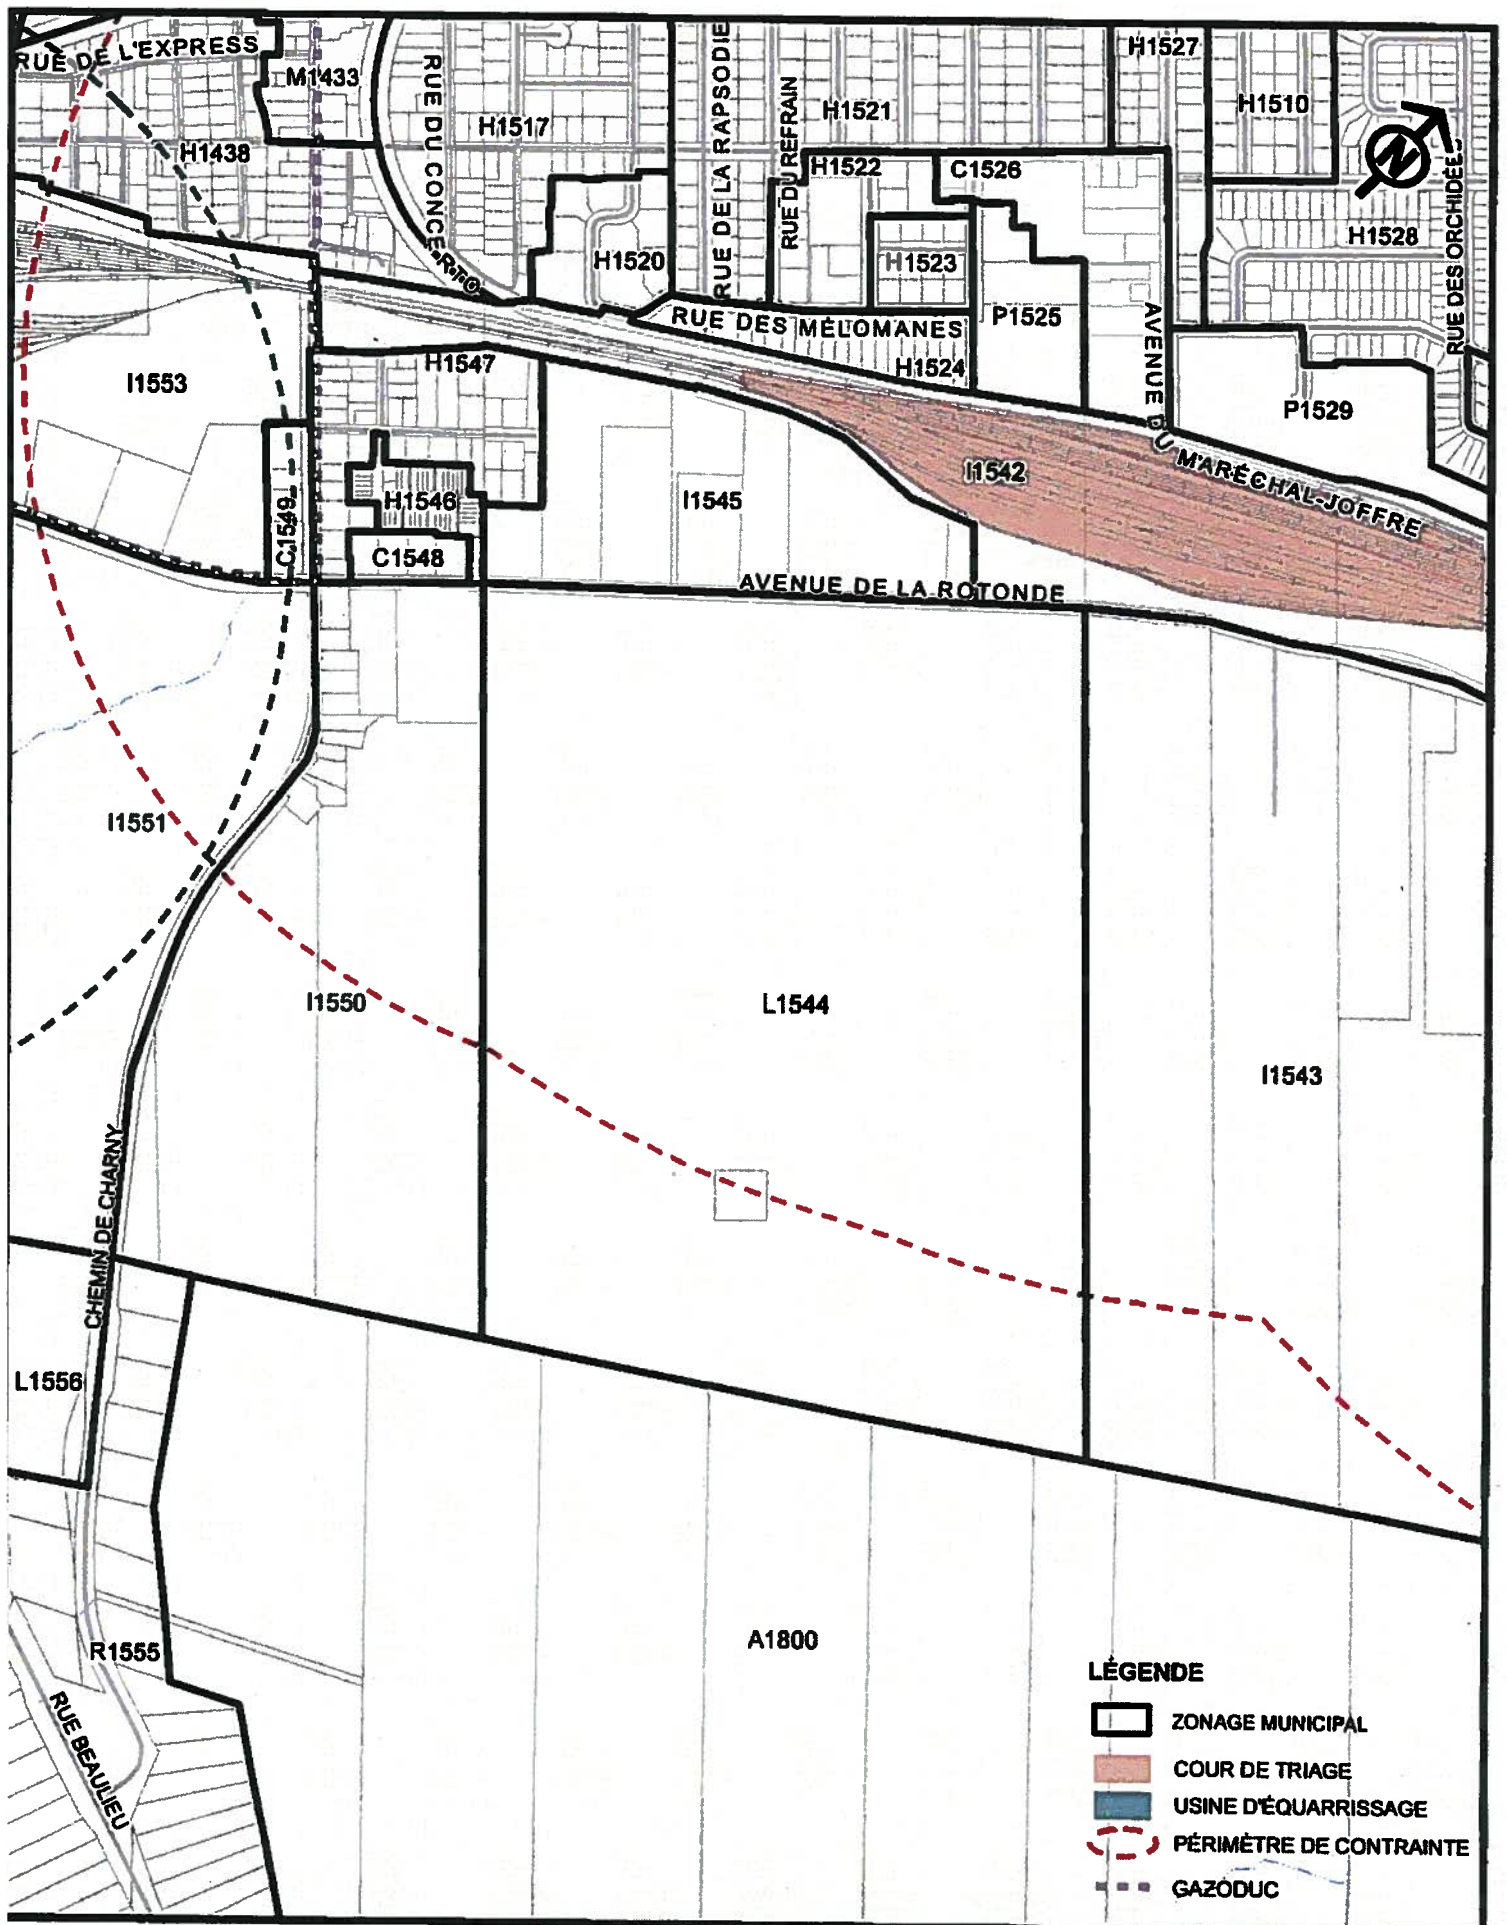 RUE DE L'EXPRESS
M1433
RUE DU CONCERTO
H1517
H1438
RUE DE LA RAPSODIE
RUE DU REFRAIN
H1521
H1522
C1526
H1527
H1510
N
RUE DES ORCHIDÉES
H1528
H1520
H1523
P1525
RUE DES MÉLOMANES
H1524
AVENUE DU MARÉCHAL-JOFFRE
P1529
I1553
H1547
I1542
C1549
H1546
I1545
C1548
AVENUE DE LA ROTONDE
I1551
I1550
L1544
I1543
CHEMIN DE CHARNY
L1556
R1555
RUE BEAULIEU
A1800
LÉGENDE
ZONAGE MUNICIPAL
COUR DE TRIAGE
USINE D'ÉQUARRISSAGE
PÉRIMÈTRE DE CONTRAINTE
GAZODUC